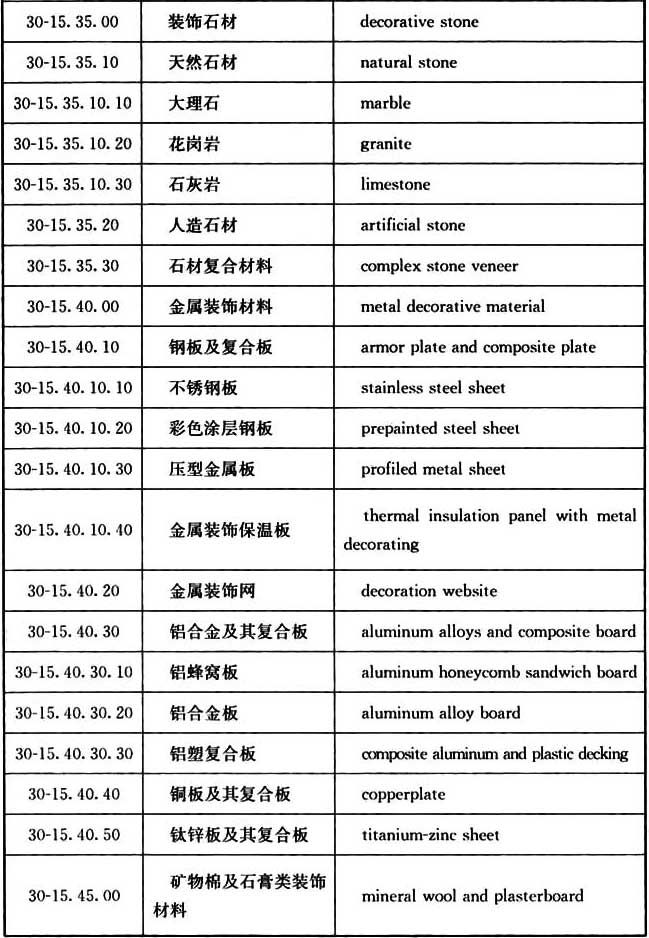 30-15.35.00 装饰石材 decorative stone
30-15.35.10 天然石材 natural stone
30-15.35.10.10 大理石 marble
30-15.35.10.20 花岗岩 granite
30-15.35.10.30 石灰岩 limestone
30-15.35.20 人造石材 artificial stone
30-15.35.30 石材复合材料 complex stone veneer
30-15.40.00 金属装饰材料 metal decorative material
30-15.40.10 钢板及复合板 armor plate and composite plate
30-15.40.10.10 不锈钢板 stainless steel sheet
30-15.40.10.20 彩色涂层钢板 prepainted steel sheet
30-15.40.10.30 压型金属板 profiled metal sheet
30-15.40.10.40 金属装饰保温板 thermal insulation panel with metal
decorating
30-15.40.20 金属装饰网 decoration website
30-15.40.30 铝合金及其复合板 aluminum alloys and composite board
30-15.40.30.10 铝蜂窝板 aluminum honeycomb sandwich board
30-15.40.30.20 铝合金板 aluminum alloy board
30-15.40.30.30 铝塑复合板 composite aluminum and plastic decking
30-15.40.40 铜板及其复合板 copperplate
30-15.40.50 钛锌板及其复合板 titanium-zinc sheet
30-15.45.00 矿物棉及石膏类装饰 mineral wool and plasterboard
材料